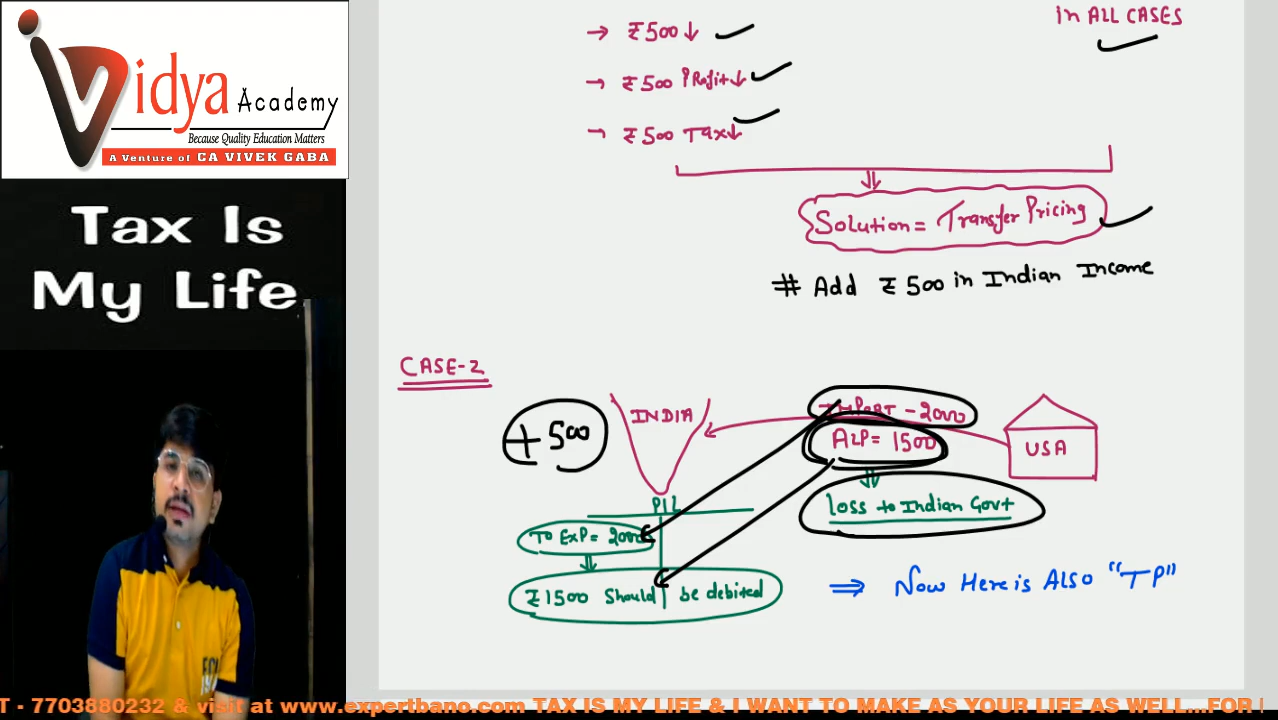 Vidya
Academy
Because Quality Education Matters
A Venture of CA VIVEK GABA
Tax Is
My Life
→ ₹500↓
→ ₹500 Profit↓
→ ₹500 Tax↓
in ALL CASES
Solution = Transfer Pricing
# Add ₹500 in Indian Income
CASE-2
+500
INDIA
IMPORT - 2000
ALP = 1500
USA
loss to Indian Govt
P/L
To EXP = 2000
₹1500 Should be debited
⇒ Now Here is Also "TP"
T - 7703880232 & visit at www.expertbano.com TAX IS MY LIFE & I WANT TO MAKE AS YOUR LIFE AS WELL...FOR